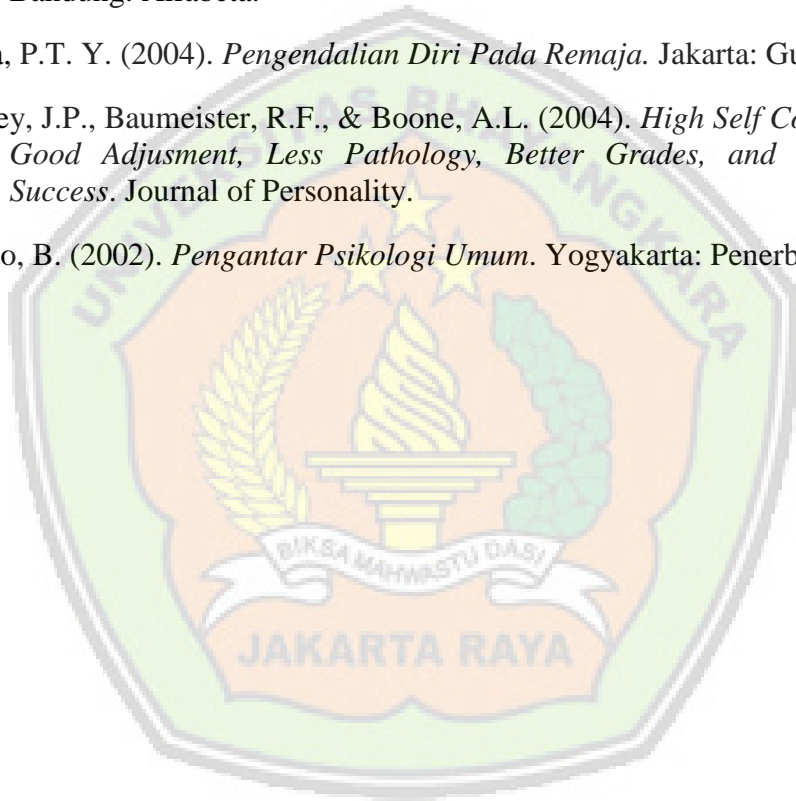 Bandung: Alfabeta.
a, P.T. Y. (2004). Pengendalian Diri Pada Remaja. Jakarta: Gu
ey, J.P., Baumeister, R.F., & Boone, A.L. (2004). High Self Co
Good Adjusment, Less Pathology, Better Grades, and
Success. Journal of Personality.
o, B. (2002). Pengantar Psikologi Umum. Yogyakarta: Penerb
UNIVERSITAS BHAYANGKARA
BIKSA MAHWASTU DASI
JAKARTA RAYA